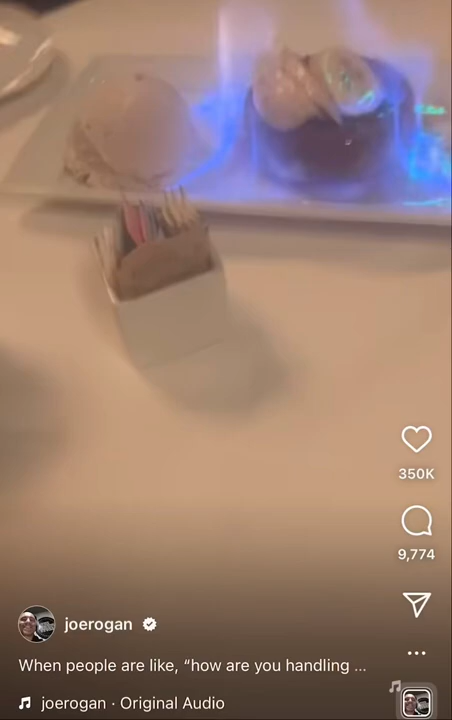 350K
9,774
joerogan
When people are like, “how are you handling ...
joerogan · Original Audio